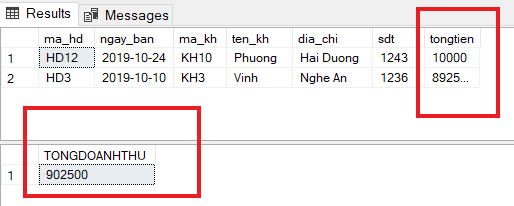 Results Messages
ma_hd ngay_ban ma_kh ten_kh dia_chi sdt tongtien
1 HD12 2019-10-24 KH10 Phuong Hai Duong 1243 10000
2 HD3 2019-10-10 KH3 Vinh Nghe An 1236 8925...
TONGDOANHTHU
1 902500